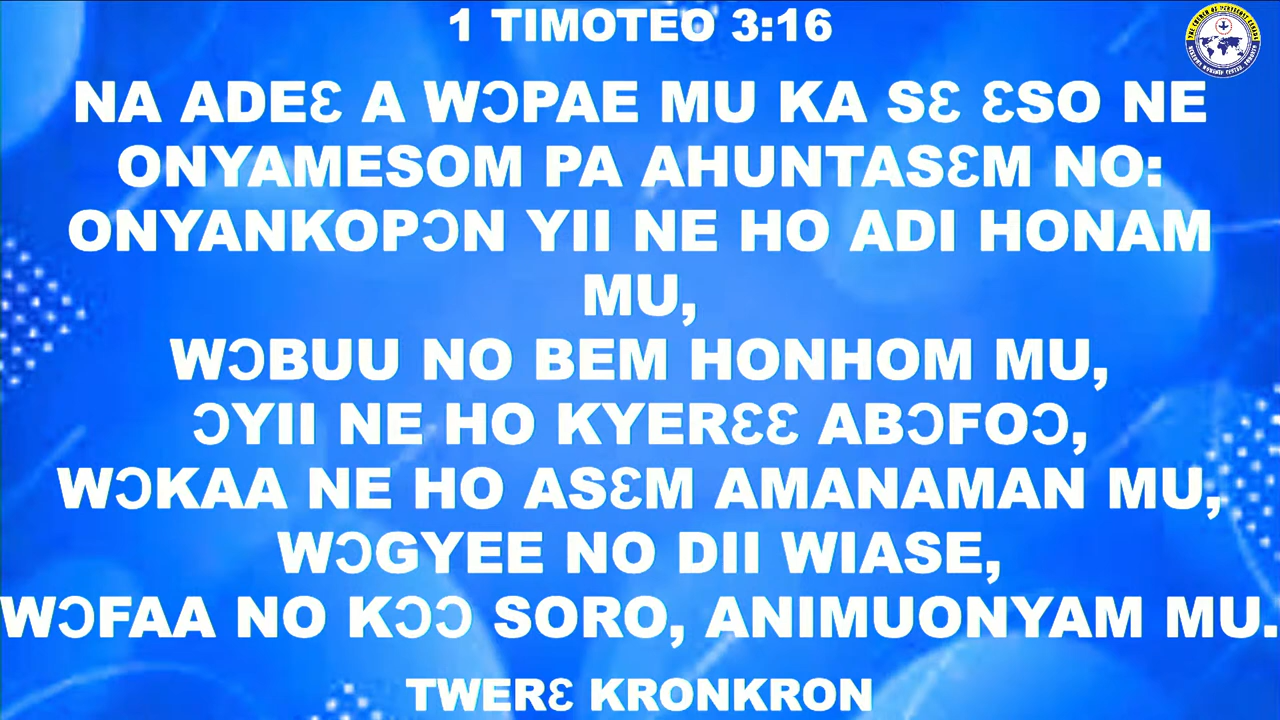 1 TIMOTEO 3:16
NA ADEƐ A WƆPAE MU KA SƐ ƐSO NE
ONYAMESOM PA AHUNTASƐM NO:
ONYANKOPƆN YII NE HO ADI HONAM
MU,
WƆBUU NO BEM HONHOM MU,
ƆYII NE HO KYERƐƐ ABƆFOƆ,
WƆKAA NE HO ASƐM AMANAMAN MU,
WƆGYEE NO DII WIASE,
WƆFAA NO KƆƆ SORO, ANIMUONYAM MU.
TWERƐ KRONKRON